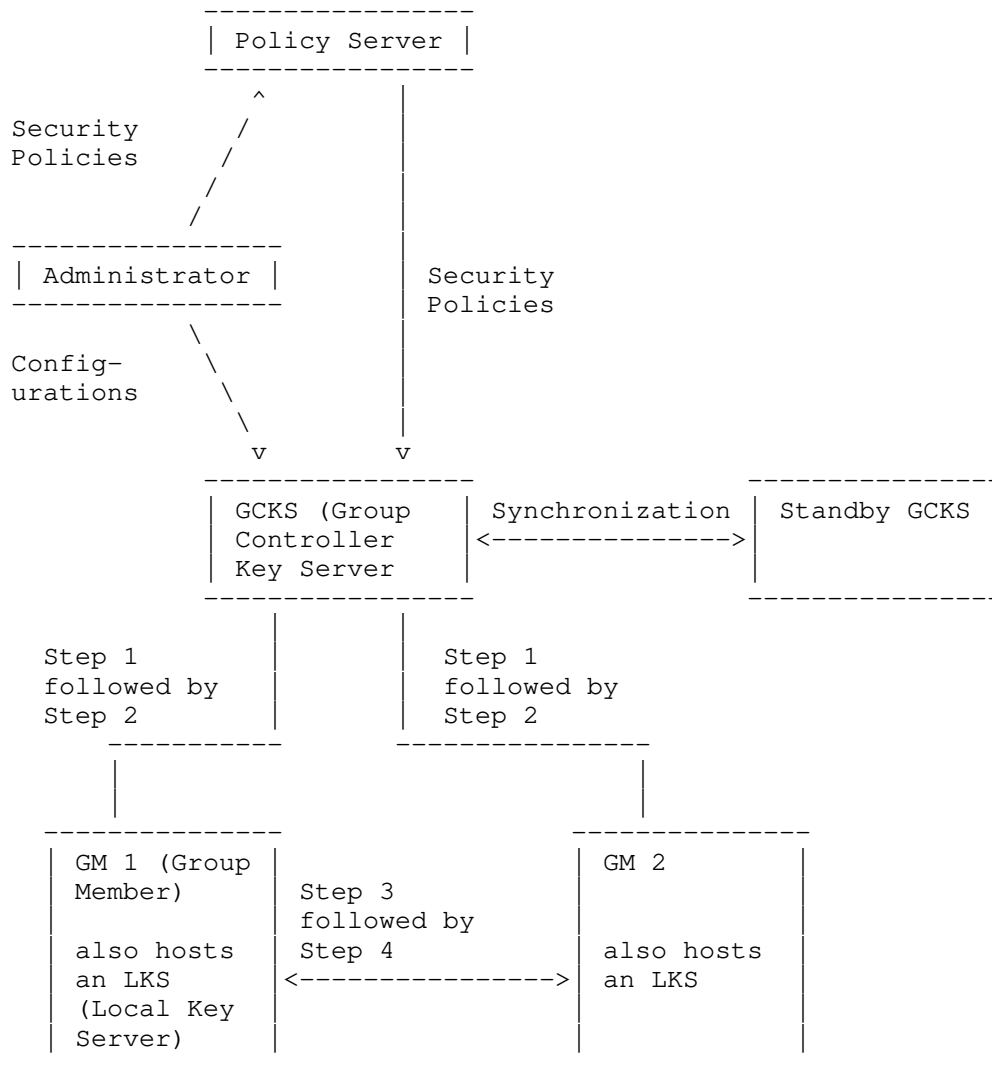 Policy Server
Security
Policies
Administrator
Security
Policies
Config-
urations
GCKS (Group
Controller
Key Server
Synchronization
Standby GCKS
Step 1
followed by
Step 2
Step 1
followed by
Step 2
GM 1 (Group
Member)
also hosts
an LKS
(Local Key
Server)
Step 3
followed by
Step 4
GM 2
also hosts
an LKS